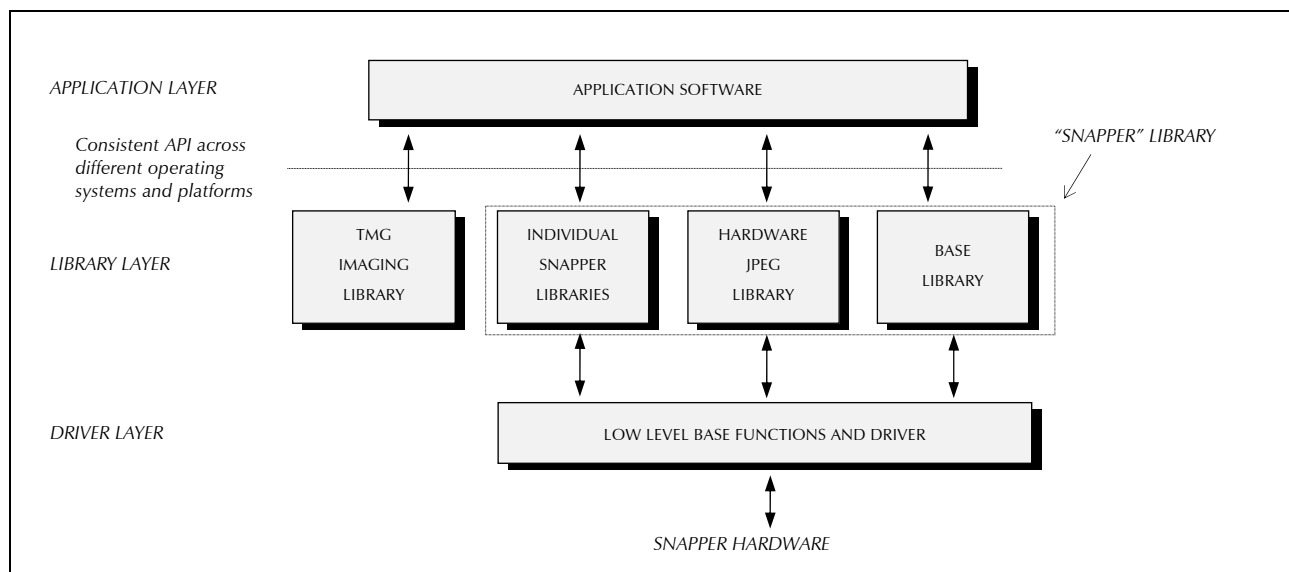 APPLICATION LAYER
APPLICATION SOFTWARE
Consistent API across
different operating
systems and platforms
“SNAPPER” LIBRARY
LIBRARY LAYER
TMG
IMAGING
LIBRARY
INDIVIDUAL
SNAPPER
LIBRARIES
HARDWARE
JPEG
LIBRARY
BASE
LIBRARY
DRIVER LAYER
LOW LEVEL BASE FUNCTIONS AND DRIVER
SNAPPER HARDWARE